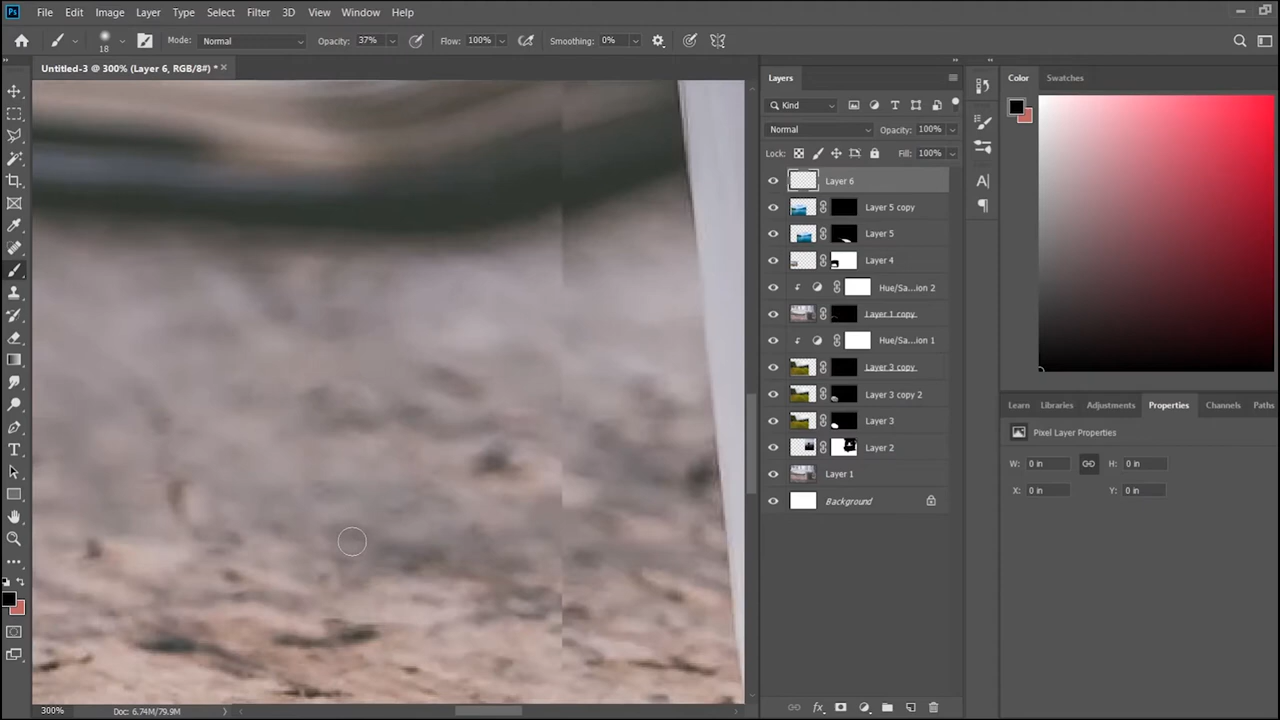 Ps File Edit Image Layer Type Select Filter 3D View Window Help
18 Mode: Normal Opacity: 37% Flow: 100% Smoothing: 0%
Untitled-3 @ 300% (Layer 6, RGB/8#) * ×
Layers
Color Swatches
Kind
Normal Opacity: 100%
Lock: Fill: 100%
Layer 6
Layer 5 copy
Layer 5
Layer 4
Hue/Sa...ion 2
Layer 1 copy
Hue/Sa...ion 1
Layer 3 copy
Layer 3 copy 2
Layer 3
Layer 2
Layer 1
Background
Learn Libraries Adjustments Properties Channels Paths
Pixel Layer Properties
W: 0 in H: 0 in
X: 0 in Y: 0 in
300% Doc: 6.74M/79.9M
fx